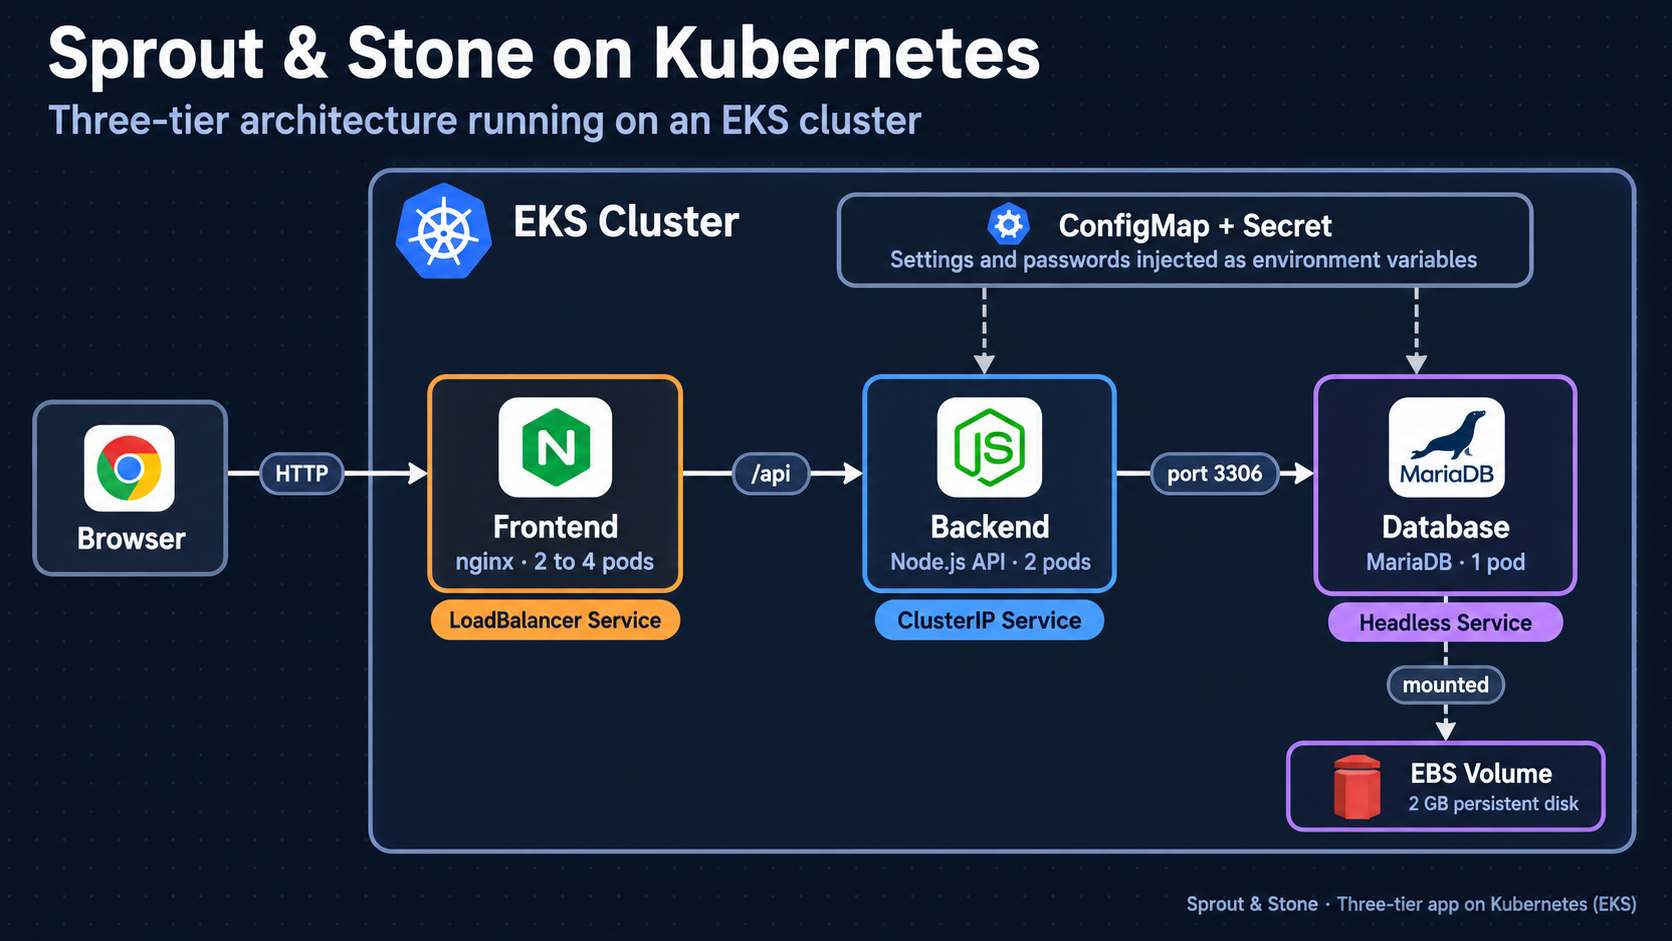 Sprout & Stone on Kubernetes
Three-tier architecture running on an EKS cluster
EKS Cluster
ConfigMap + Secret
Settings and passwords injected as environment variables
Browser
HTTP
N
Frontend
nginx · 2 to 4 pods
LoadBalancer Service
/api
JS
Backend
Node.js API · 2 pods
ClusterIP Service
port 3306
MariaDB
Database
MariaDB · 1 pod
Headless Service
mounted
EBS Volume
2 GB persistent disk
Sprout & Stone · Three-tier app on Kubernetes (EKS)